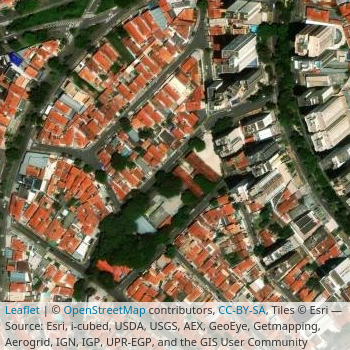 Leaflet | © OpenStreetMap contributors, CC-BY-SA, Tiles © Esri —
Source: Esri, i-cubed, USDA, USGS, AEX, GeoEye, Getmapping,
Aerogrid, IGN, IGP, UPR-EGP, and the GIS User Community